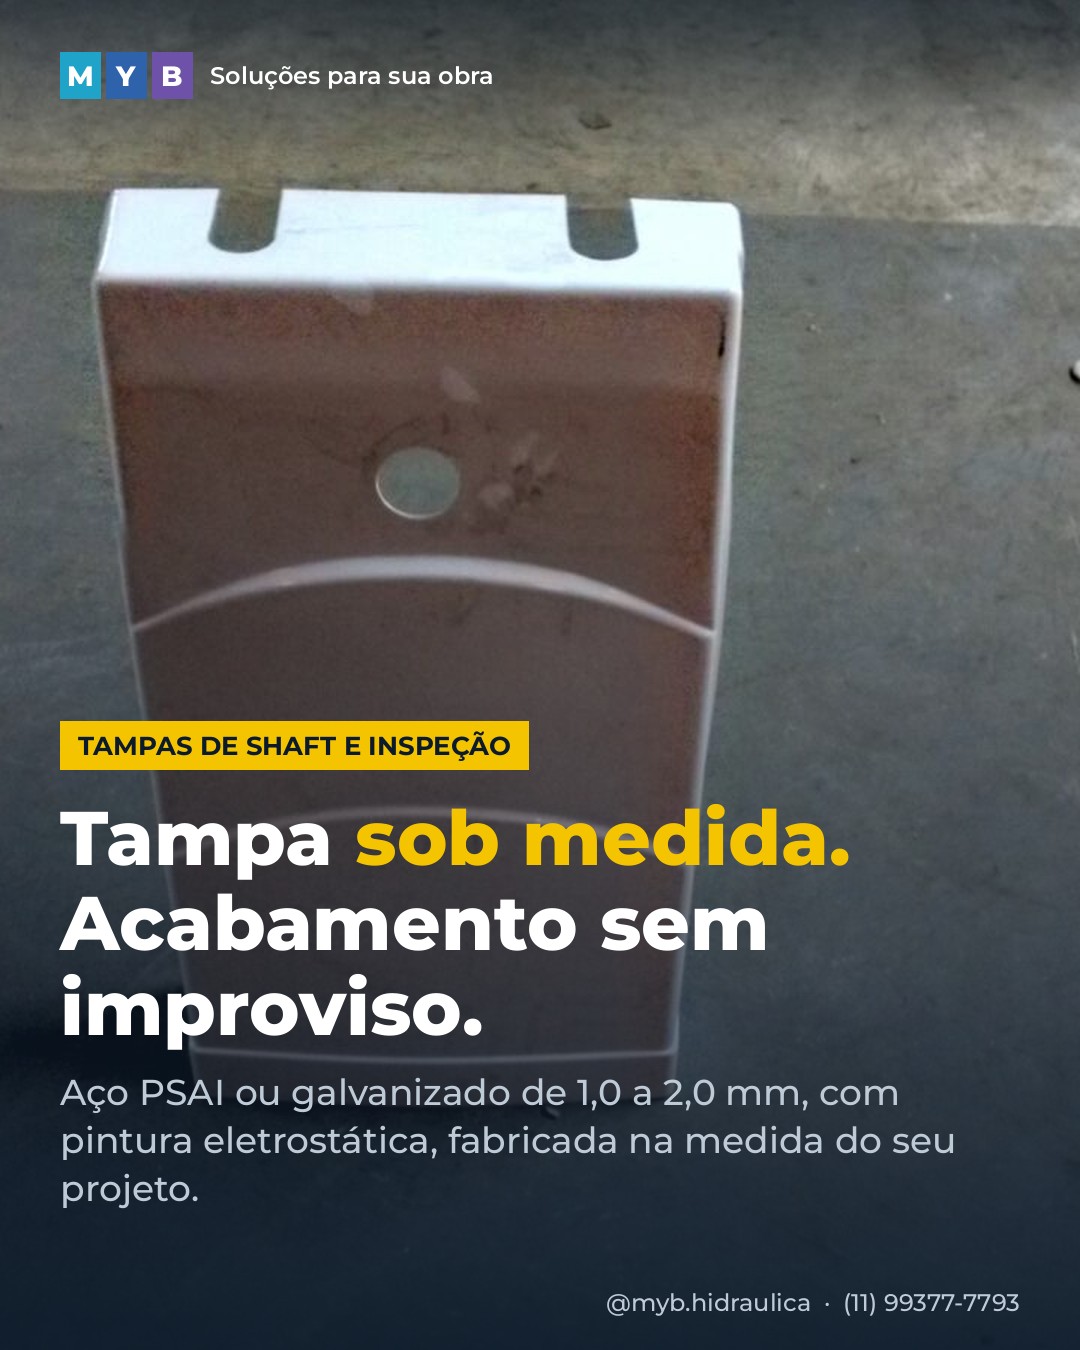 MYB Soluções para sua obra
TAMPAS DE SHAFT E INSPEÇÃO
Tampa sob medida.
Acabamento sem
improviso.
Aço PSAI ou galvanizado de 1,0 a 2,0 mm, com
pintura eletrostática, fabricada na medida do seu
projeto.
@myb.hidraulica · (11) 99377-7793